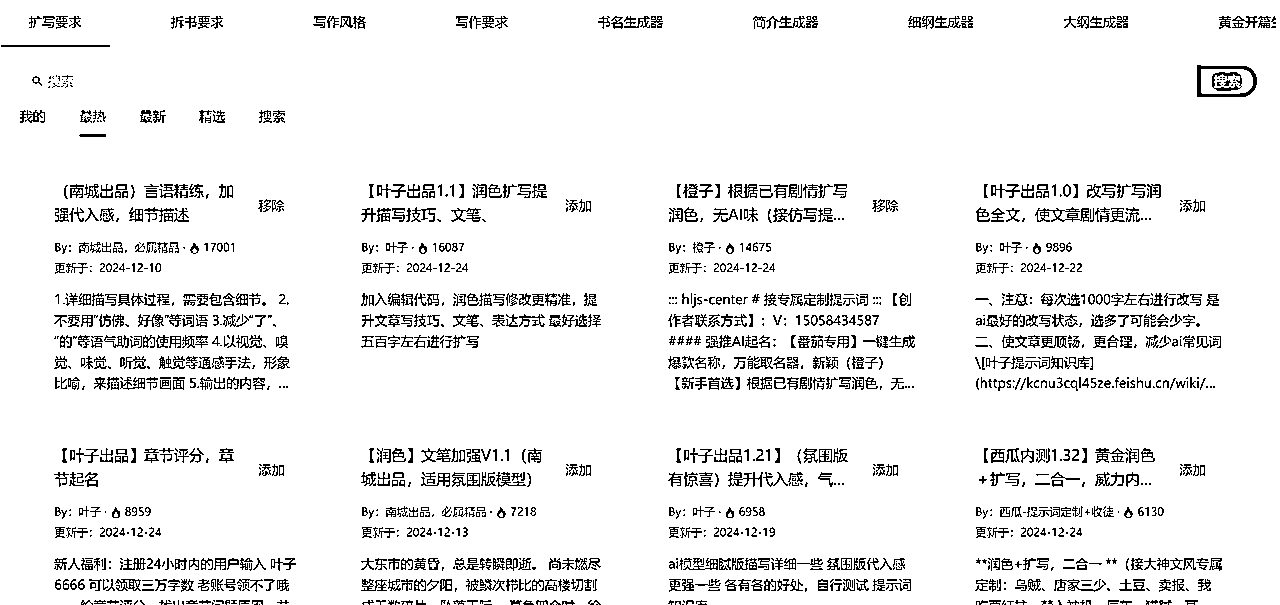 扩写要求 拆书要求 写作风格 写作要求 书名生成器 简介生成器 细纲生成器 大纲生成器 黄金开篇生
搜索 搜索
我的 最热 最新 精选 搜索
（南城出品）言语精练，加
强代入感，细节描述
移除
By：南城出品，必属精品 · 17001
更新于：2024-12-10
1.详细描写具体过程，需要包含细节。 2.
不要用“仿佛、好像”等词语 3.减少“了”、
“的”等语气助词的使用频率 4.以视觉、嗅
觉、味觉、听觉、触觉等通感手法，形象
比喻，来描述细节画面 5.输出的内容，...
【叶子出品1.1】润色扩写提
升描写技巧、文笔、
添加
By：叶子 · 16087
更新于：2024-12-24
加入编辑代码，润色描写修改更精准，提
升文章写技巧、文笔、表达方式 最好选择
五百字左右进行扩写
【橙子】根据已有剧情扩写
润色，无AI味（接仿写提...
移除
By：橙子 · 14675
更新于：2024-12-24
::: hljs-center # 接专属定制提示词 ::: 【创
作者联系方式】：V：15058434587
#### 强推AI起名：【番茄专用】一键生成
爆款名称，万能取名器，新颖（橙子）
【新手首选】根据已有剧情扩写润色，无...
【叶子出品1.0】改写扩写润
色全文，使文章剧情更流...
添加
By：叶子 · 9896
更新于：2024-12-22
一、注意：每次选1000字左右进行改写 是
ai最好的改写状态，选多了可能会少字。
二、使文章更顺畅，更合理，减少ai常见词
\[叶子提示词知识库]
(https://kcnu3cql45ze.feishu.cn/wiki/...
【叶子出品】章节评分，章
节起名
添加
By：叶子 · 8959
更新于：2024-12-24
新人福利：注册24小时内的用户输入 叶子
6666 可以领取三万字数 老账号领不了哦
【润色】文笔加强V1.1（南
城出品，适用氛围版模型）
添加
By：南城出品，必属精品 · 7218
更新于：2024-12-13
大东市的黄昏，总是转瞬即逝。 尚未燃尽
整座城市的夕阳，被鳞次栉比的高楼切割
【叶子出品1.21】（氛围版
有惊喜）提升代入感，气...
添加
By：叶子 · 6958
更新于：2024-12-19
ai模型细腻版描写详细一些 氛围版代入感
更强一些 各有各的好处，自行测试 提示词
【西瓜内测1.32】黄金润色
+扩写，二合一，威力内...
添加
By：西瓜-提示词定制+收徒 · 6130
更新于：2024-12-24
**润色+扩写，二合一 **（接大神文风专属
定制：乌贼、唐家三少、土豆、卖报、我